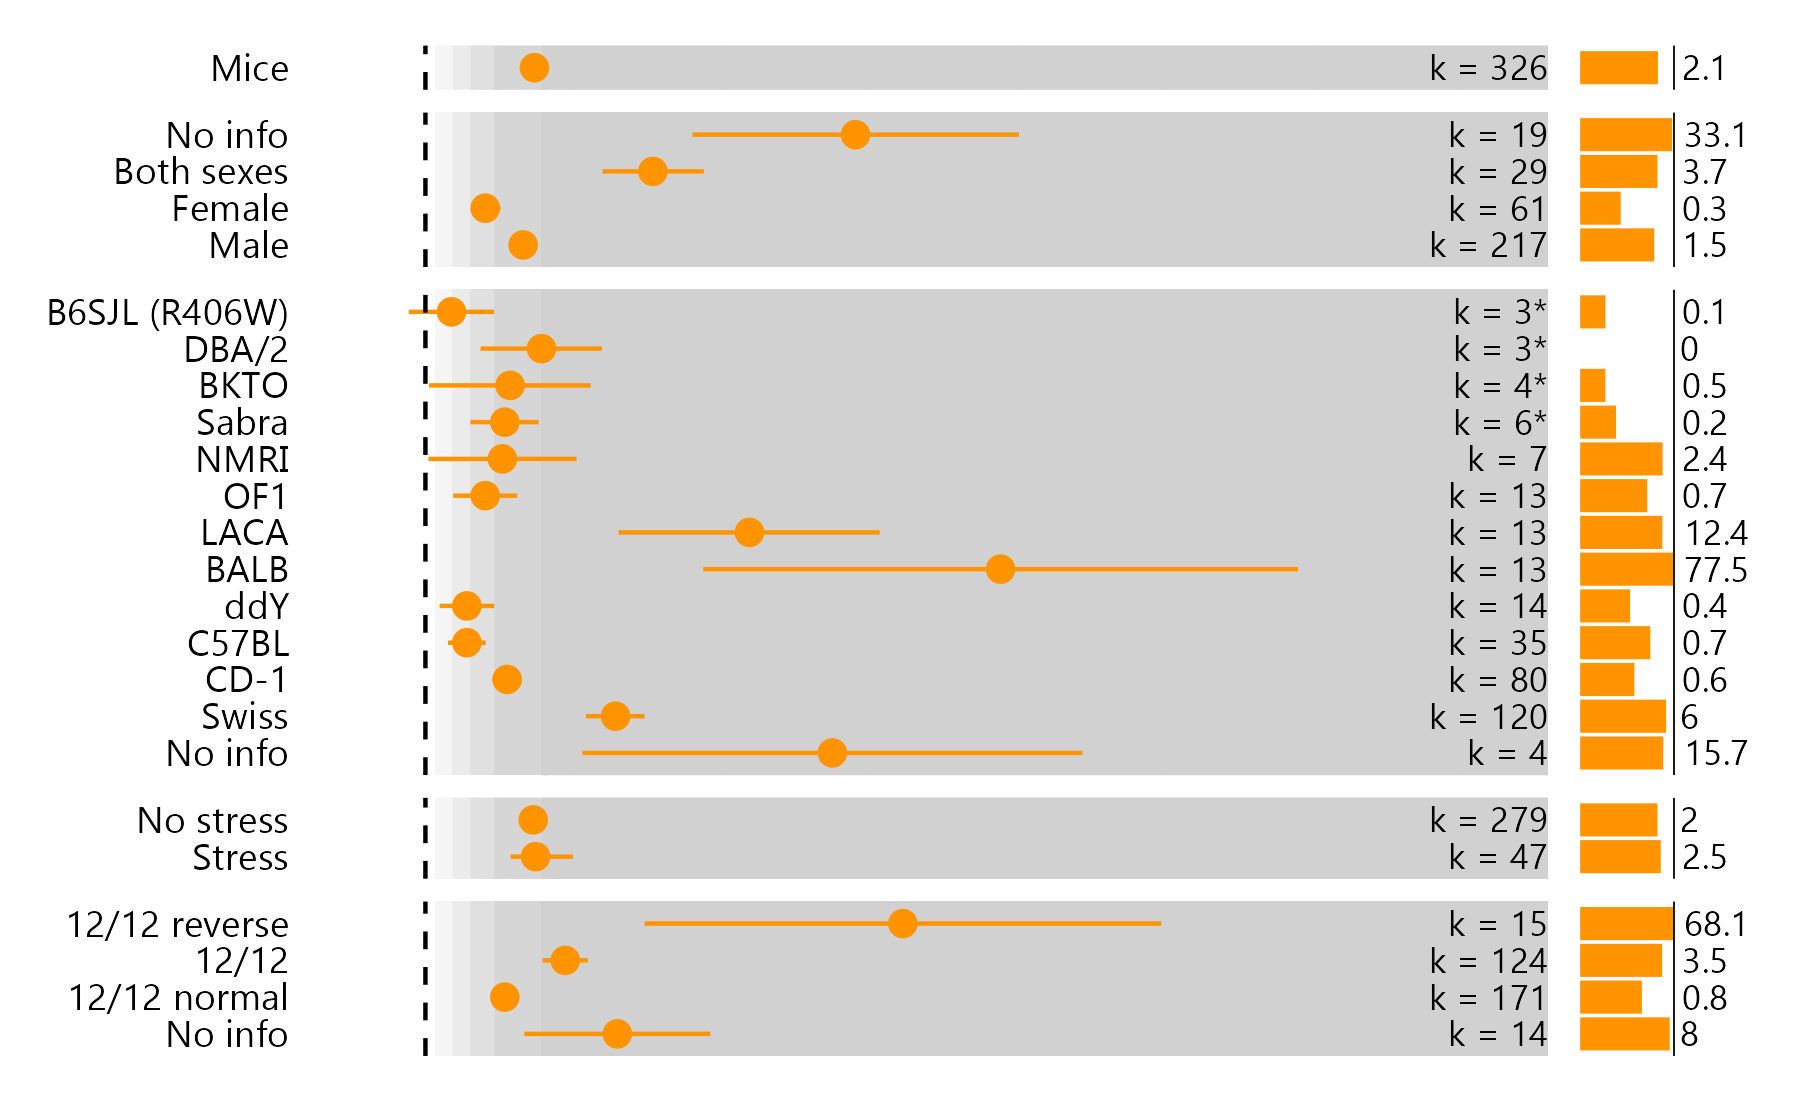 Mice k = 326 2.1
No info k = 19 33.1
Both sexes k = 29 3.7
Female k = 61 0.3
Male k = 217 1.5
B6SJL (R406W) k = 3* 0.1
DBA/2 k = 3* 0
BKTO k = 4* 0.5
Sabra k = 6* 0.2
NMRI k = 7 2.4
OF1 k = 13 0.7
LACA k = 13 12.4
BALB k = 13 77.5
ddY k = 14 0.4
C57BL k = 35 0.7
CD-1 k = 80 0.6
Swiss k = 120 6
No info k = 4 15.7
No stress k = 279 2
Stress k = 47 2.5
12/12 reverse k = 15 68.1
12/12 k = 124 3.5
12/12 normal k = 171 0.8
No info k = 14 8